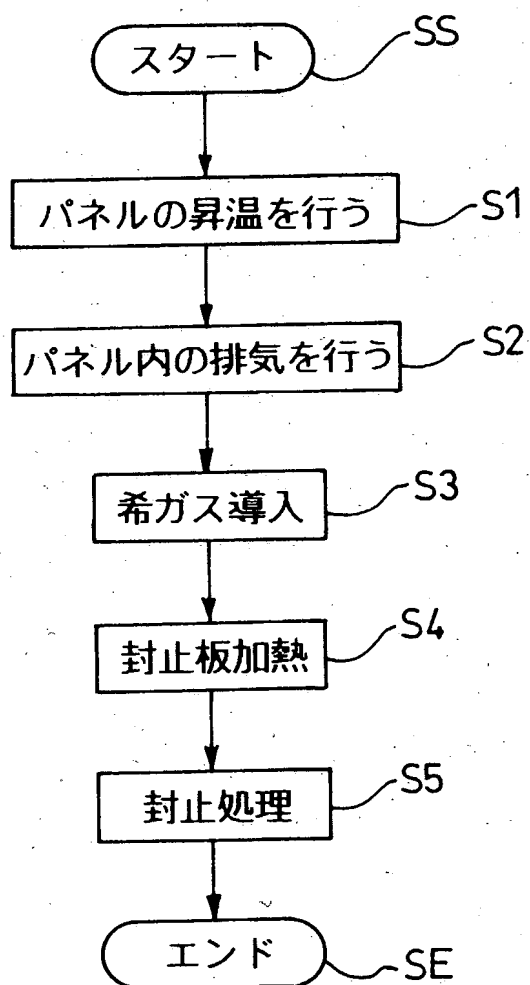 スタート
SS
パネルの昇温を行う
S1
パネル内の排気を行う
S2
希ガス導入
S3
封止板加熱
S4
封止処理
S5
エンド
SE